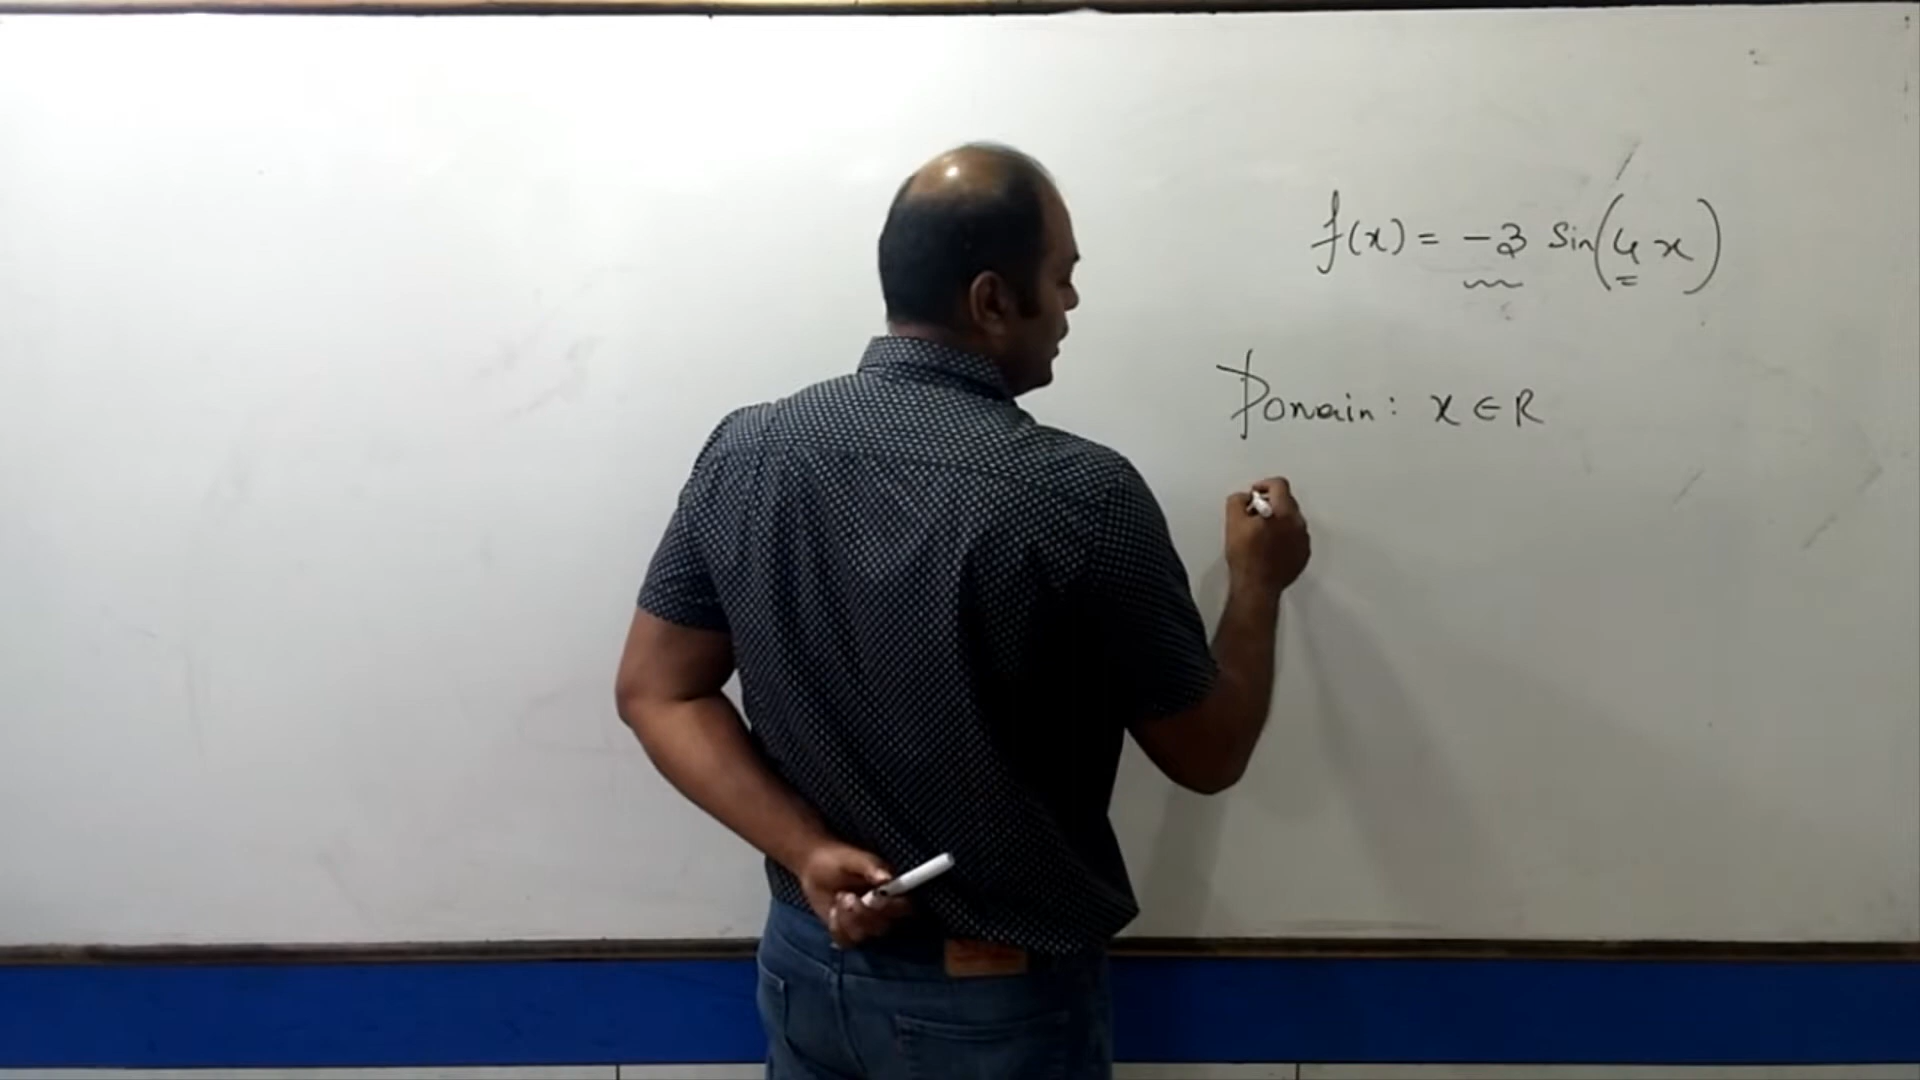 f(x) = -3 Sin(4x)
Domain: x ∈ R